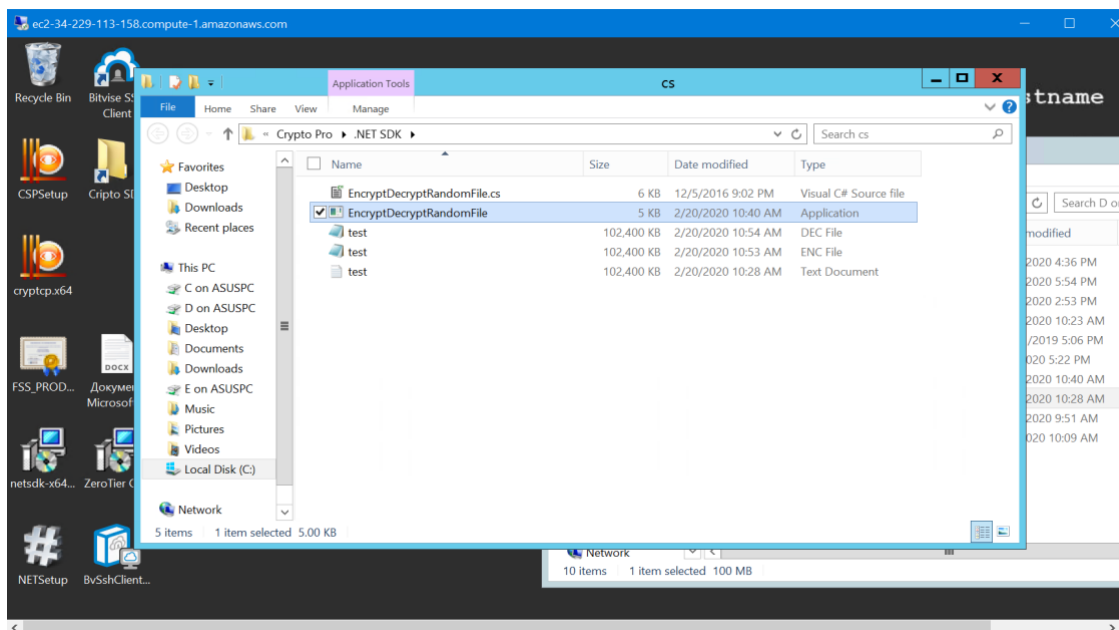 ec2-34-229-113-158.compute-1.amazonaws.com
Recycle Bin
Bitvise S
Client
CSPSetup
Cripto S
cryptcp.x64
FSS_PROD...
DOCX
Докумен
Microsof
netsdk-x64...
ZeroTier
NETSetup
BvSshClient...
Application Tools
cs
File
Home
Share
View
Manage
« Crypto Pro ▸ .NET SDK ▸
Search cs
Favorites
Desktop
Downloads
Recent places
This PC
C on ASUSPC
D on ASUSPC
Desktop
Documents
Downloads
E on ASUSPC
Music
Pictures
Videos
Local Disk (C:)
Network
Name Size Date modified Type
EncryptDecryptRandomFile.cs 6 KB 12/5/2016 9:02 PM Visual C# Source file
EncryptDecryptRandomFile 5 KB 2/20/2020 10:40 AM Application
test 102,400 KB 2/20/2020 10:54 AM DEC File
test 102,400 KB 2/20/2020 10:53 AM ENC File
test 102,400 KB 2/20/2020 10:28 AM Text Document
5 items 1 item selected 5.00 KB
stname
Search D o
modified
2020 4:36 PM
2020 5:54 PM
2020 2:53 PM
2020 10:23 AM
/2019 5:06 PM
020 5:22 PM
2020 10:40 AM
2020 10:28 AM
2020 9:51 AM
020 10:09 AM
Network
10 items 1 item selected 100 MB